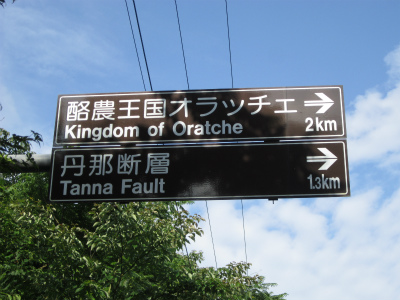 酪農王国オラッチェ
Kingdom of Oratche 2km
丹那断層
Tanna Fault 1.3km